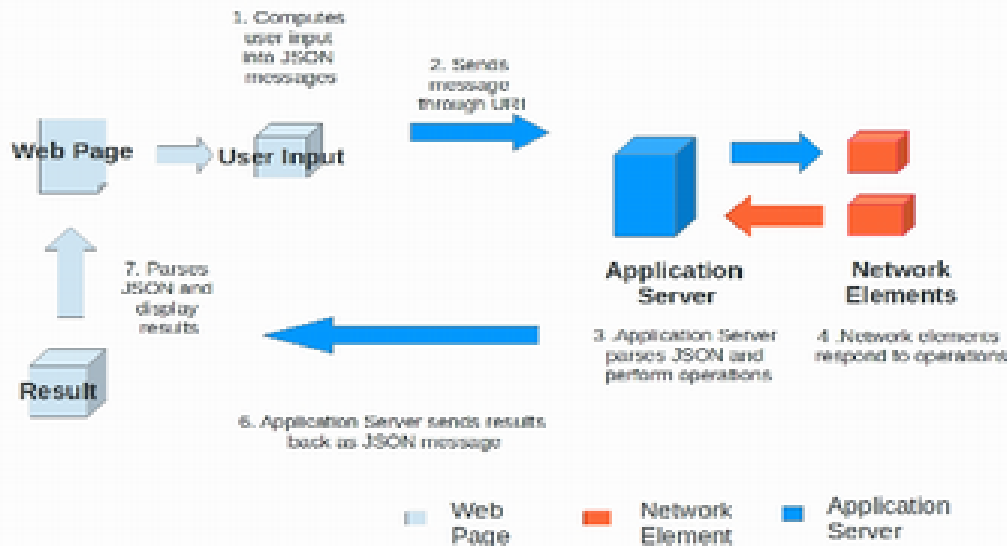 1. Computes
user input
into JSON
messages
2. Sends
message
through URI
Web Page
User Input
7. Parses
JSON and
display
results
Application
Server
Network
Elements
3 .Application Server
parses JSON and
perform operations
4 .Network elements
respond to operations
Result
6. Application Server sends results
back as JSON message
Web
Page
Network
Element
Application
Server